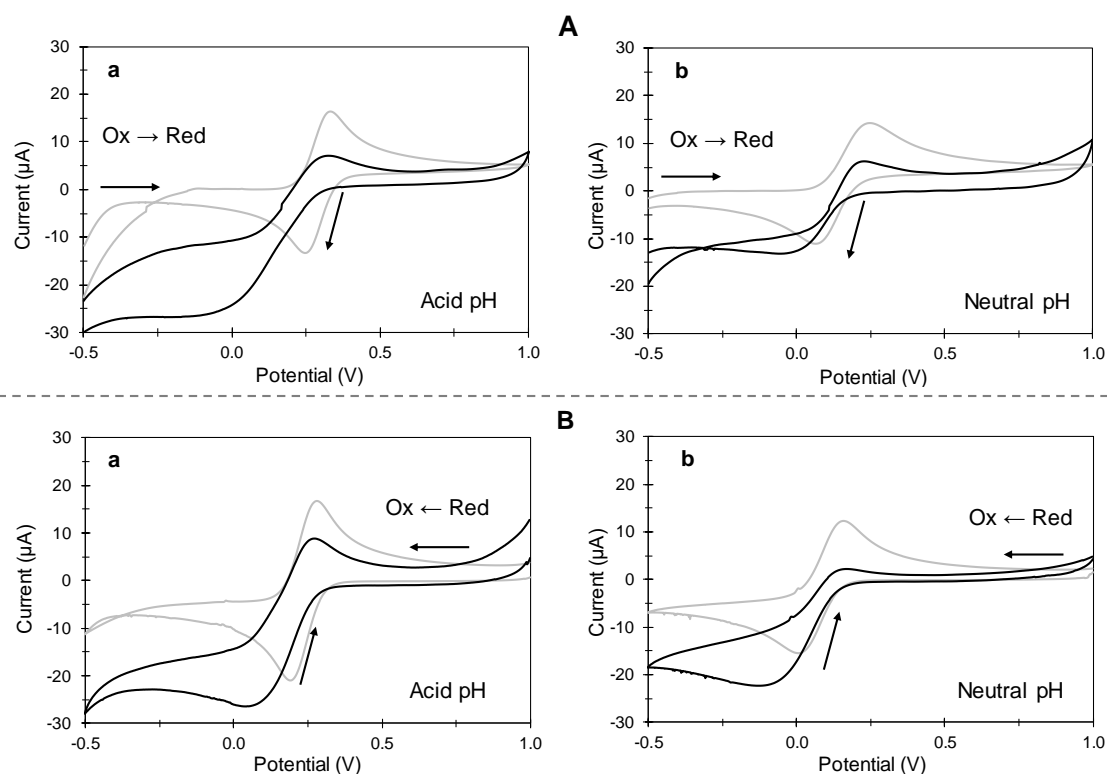 A
a
b
Ox → Red
Ox → Red
Acid pH
Neutral pH
Current (µA)
30
20
10
0
-10
-20
-30
-0.5
0.0
0.5
1.0
Potential (V)
Current (µA)
30
20
10
0
-10
-20
-30
-0.5
0.0
0.5
1.0
Potential (V)
B
a
b
Ox ← Red
Ox ← Red
Acid pH
Neutral pH
Current (µA)
30
20
10
0
-10
-20
-30
-0.5
0.0
0.5
1.0
Potential (V)
Current (µA)
30
20
10
0
-10
-20
-30
-0.5
0.0
0.5
1.0
Potential (V)